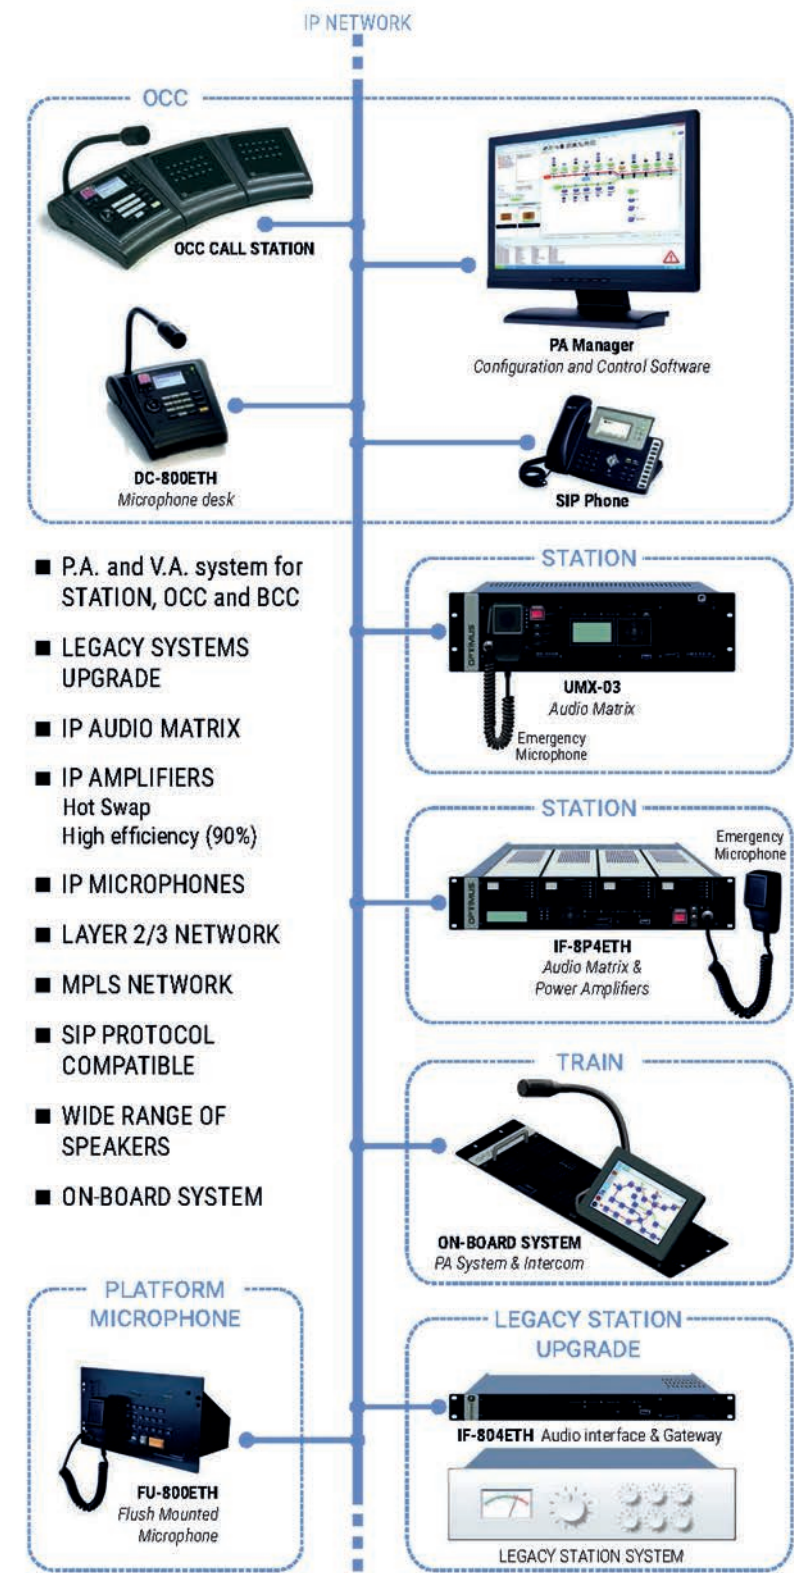 IP NETWORK
OCC
OCC CALL STATION
PA Manager
Configuration and Control Software
DC-800ETH
Microphone desk
SIP Phone
■ P.A. and V.A. system for
STATION, OCC and BCC
■ LEGACY SYSTEMS
UPGRADE
■ IP AUDIO MATRIX
■ IP AMPLIFIERS
Hot Swap
High efficiency (90%)
■ IP MICROPHONES
■ LAYER 2/3 NETWORK
■ MPLS NETWORK
■ SIP PROTOCOL
COMPATIBLE
■ WIDE RANGE OF
SPEAKERS
■ ON-BOARD SYSTEM
STATION
OPTIMUS
UMX-03
Audio Matrix
Emergency
Microphone
STATION
Emergency
Microphone
OPTIMUS
IF-8P4ETH
Audio Matrix &
Power Amplifiers
TRAIN
ON-BOARD SYSTEM
PA System & Intercom
PLATFORM
MICROPHONE
FU-800ETH
Flush Mounted
Microphone
LEGACY STATION
UPGRADE
IF-804ETH Audio interface & Gateway
LEGACY STATION SYSTEM